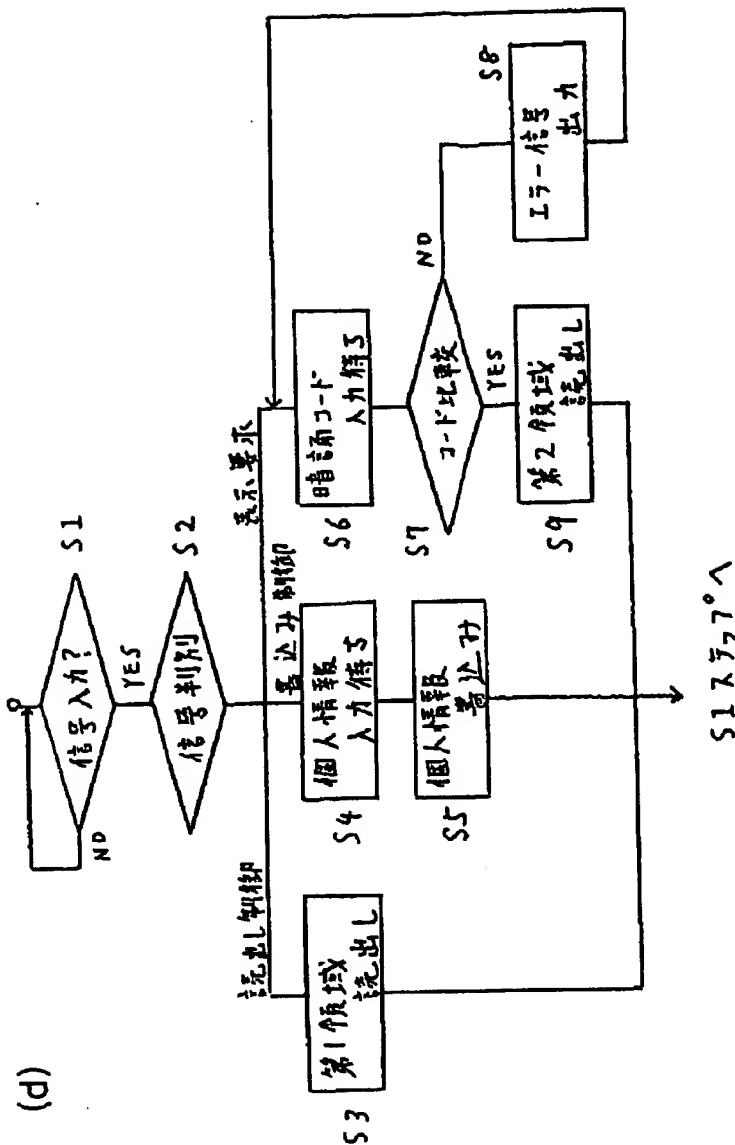 (d)
信号入力?
S1
NO
YES
信号判別
S2
読出し制御
書込み制御
表示要求
S3
第1領域
読出し
S4
個人情報
入力待ち
S5
個人情報
書込み
S6
暗証コード
入力待ち
S7
コード比較
NO
YES
S8
エラー信号
出力
S9
第2領域
読出し
S1ステップへ